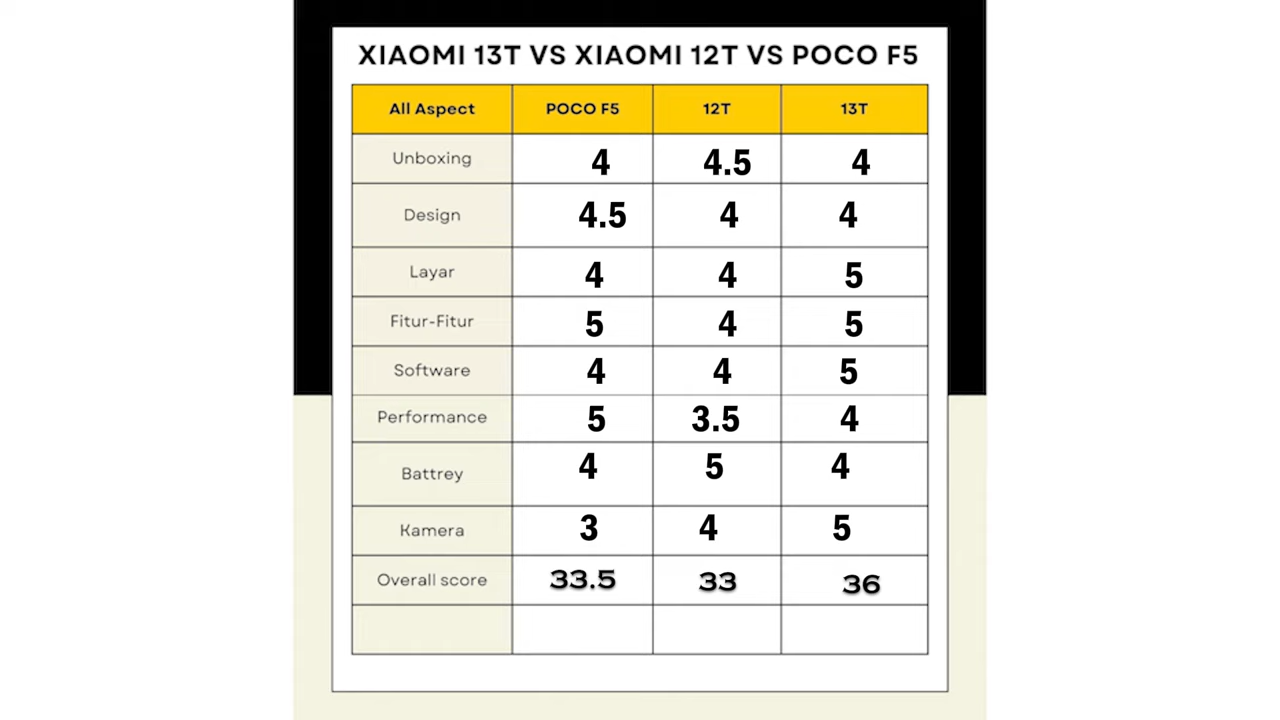 XIAOMI 13T VS XIAOMI 12T VS POCO F5
All Aspect POCO F5 12T 13T
Unboxing 4 4.5 4
Design 4.5 4 4
Layar 4 4 5
Fitur-Fitur 5 4 5
Software 4 4 5
Performance 5 3.5 4
Battrey 4 5 4
Kamera 3 4 5
Overall score 33.5 33 36